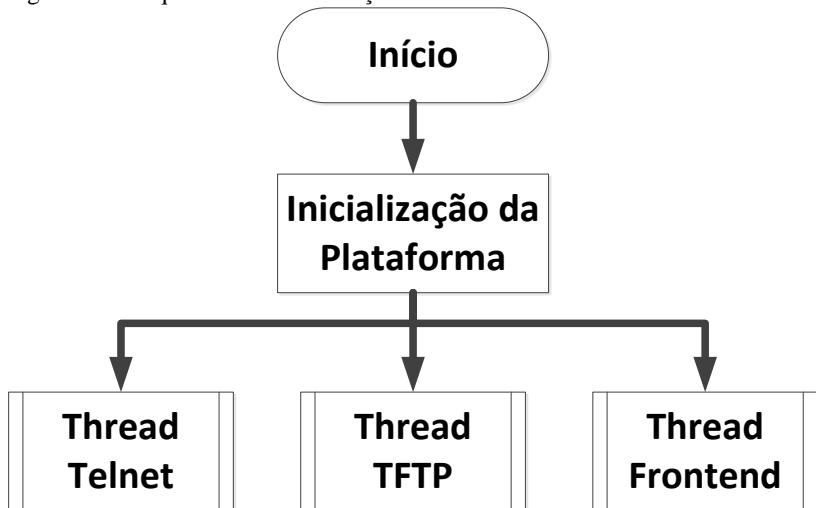 Início
Inicialização da
Plataforma
Thread
Telnet
Thread
TFTP
Thread
Frontend